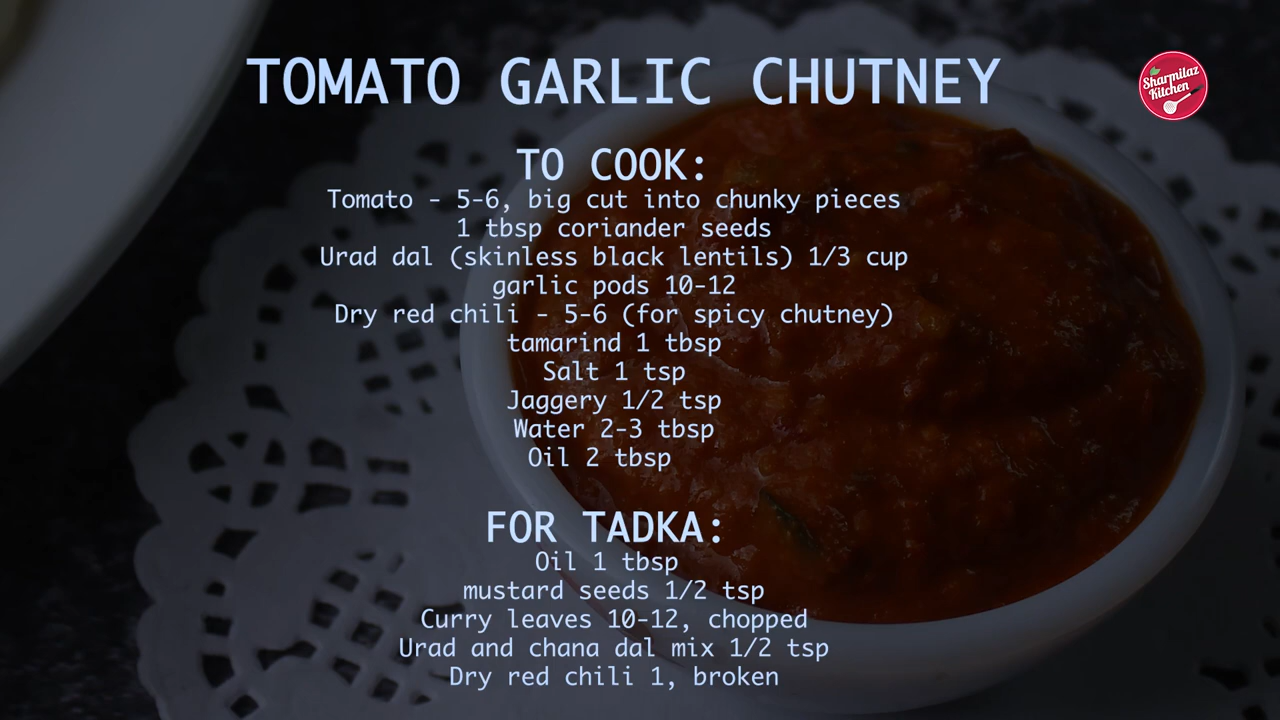 TOMATO GARLIC CHUTNEY
Sharmilaz
Kitchen
TO COOK:
Tomato - 5-6, big cut into chunky pieces
1 tbsp coriander seeds
Urad dal (skinless black lentils) 1/3 cup
garlic pods 10-12
Dry red chili - 5-6 (for spicy chutney)
tamarind 1 tbsp
Salt 1 tsp
Jaggery 1/2 tsp
Water 2-3 tbsp
Oil 2 tbsp
FOR TADKA:
Oil 1 tbsp
mustard seeds 1/2 tsp
Curry leaves 10-12, chopped
Urad and chana dal mix 1/2 tsp
Dry red chili 1, broken